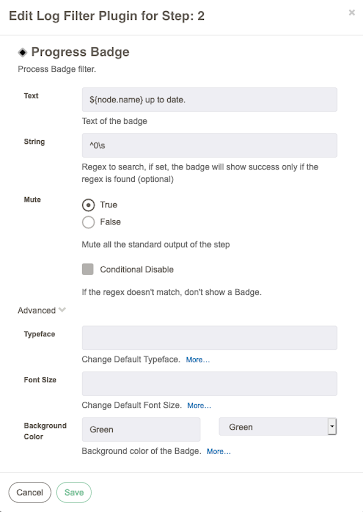 Edit Log Filter Plugin for Step: 2
×
Progress Badge
Process Badge filter.
Text
${node.name} up to date.
Text of the badge
String
^0\s
Regex to search, if set, the badge will show success only if the
regex is found (optional)
Mute
True
False
Mute all the standard output of the step
Conditional Disable
If the regex doesn't match, don't show a Badge.
Advanced
Typeface
Change Default Typeface. More...
Font Size
Change Default Font Size. More...
Background
Color
Green
Green
Background color of the Badge. More...
Cancel
Save